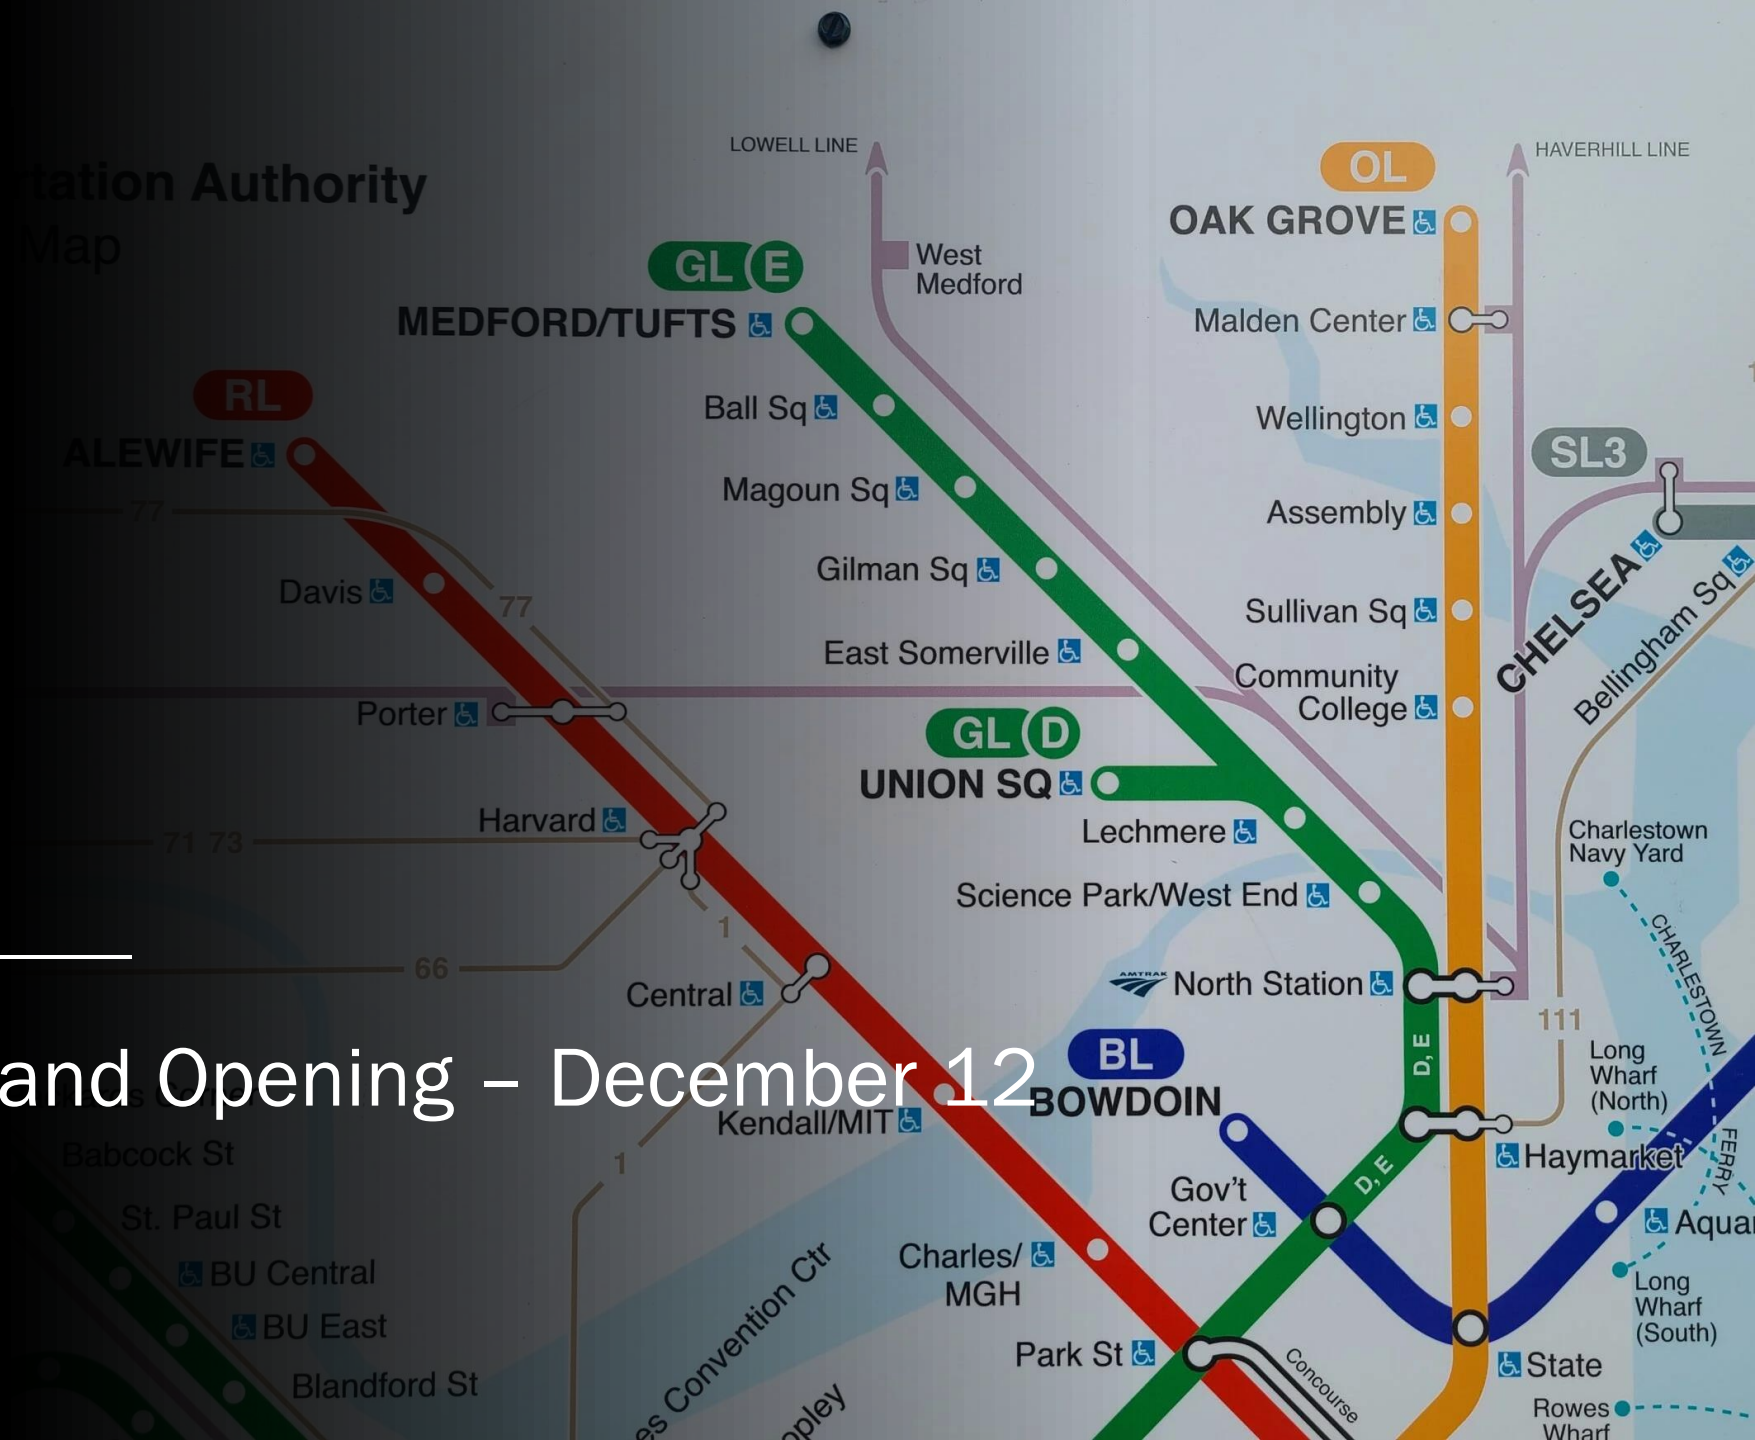 LOWELL LINE
HAVERHILL LINE
OL
rtation Authority
Map
OAK GROVE
West
Medford
GL E
MEDFORD/TUFTS
Malden Center
RL
ALEWIFE
Ball Sq
Wellington
SL3
Magoun Sq
77
Assembly
Davis
Gilman Sq
77
Sullivan Sq
CHELSEA
Bellingham Sq
East Somerville
Community
College
Porter
GL D
UNION SQ
Harvard
71 73
Lechmere
Charlestown
Navy Yard
Science Park/West End
1
66
CHARLESTOWN
FERRY
Central
AMTRAK
North Station
111
D, E
BL
BOWDOIN
Long
Wharf
(North)
and Opening – December 12
Kendall/MIT
Babcock St
1
Haymarket
D, E
Gov't
Center
St. Paul St
Aquar
BU Central
Charles/
MGH
Long
Wharf
(South)
BU East
es Convention Ctr
Park St
Concourse
State
Blandford St
opley
Rowes
Wharf